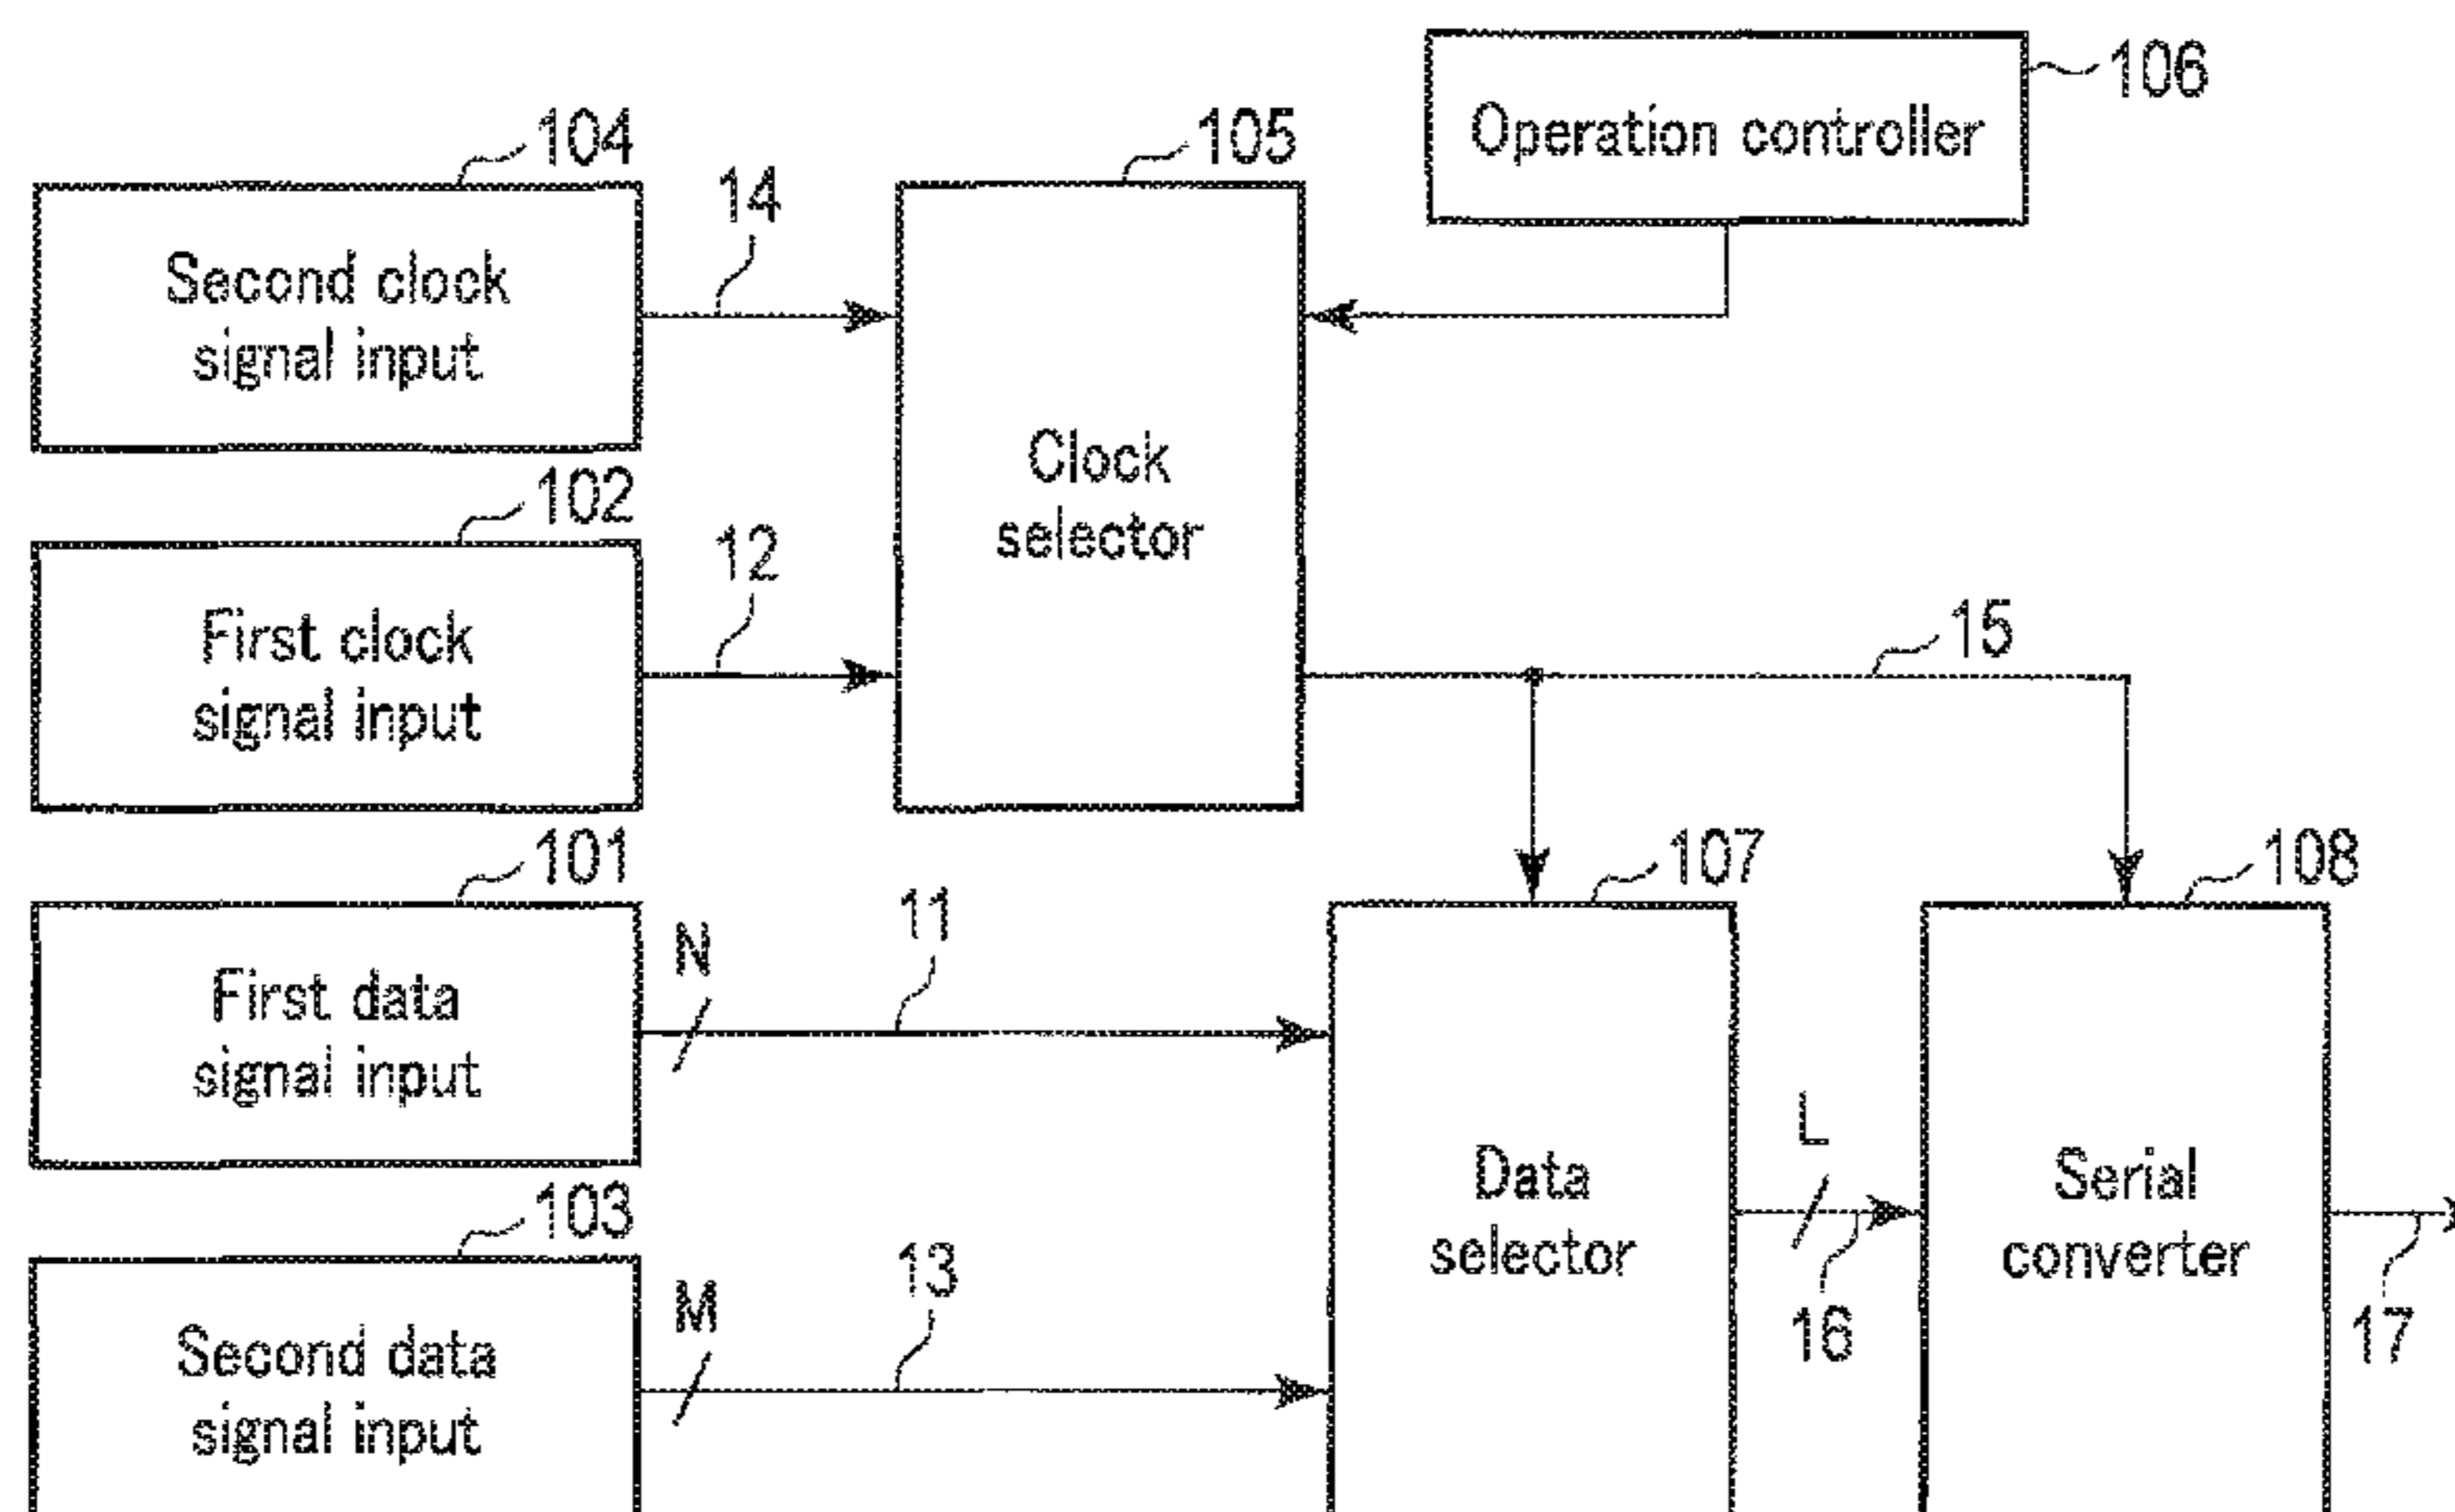 106
Operation controller
104
14
105
Second clock
signal input
Clock
selector
102
12
First clock
signal input
15
101
N
11
107
108
First data
signal input
L
Data
selector
16
Serial
converter
17
103
M
13
Second data
signal input